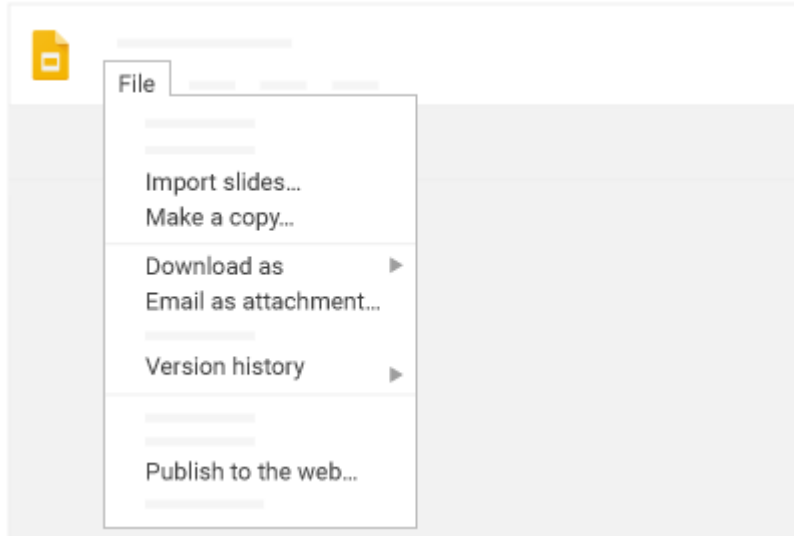 File
Import slides...
Make a copy...
Download as
Email as attachment...
Version history
Publish to the web...